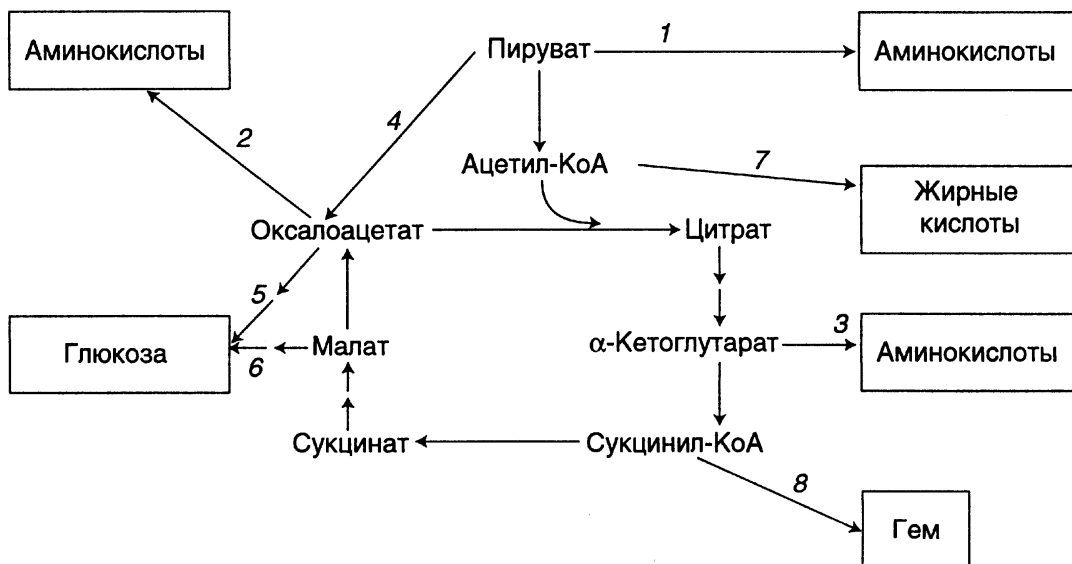 Аминокислоты
Пируват
1
Аминокислоты
2
4
Ацетил-КоА
7
Жирные
кислоты
Оксалоацетат
Цитрат
5
Глюкоза
6
Малат
α-Кетоглутарат
3
Аминокислоты
Сукцинат
Сукцинил-КоА
8
Гем